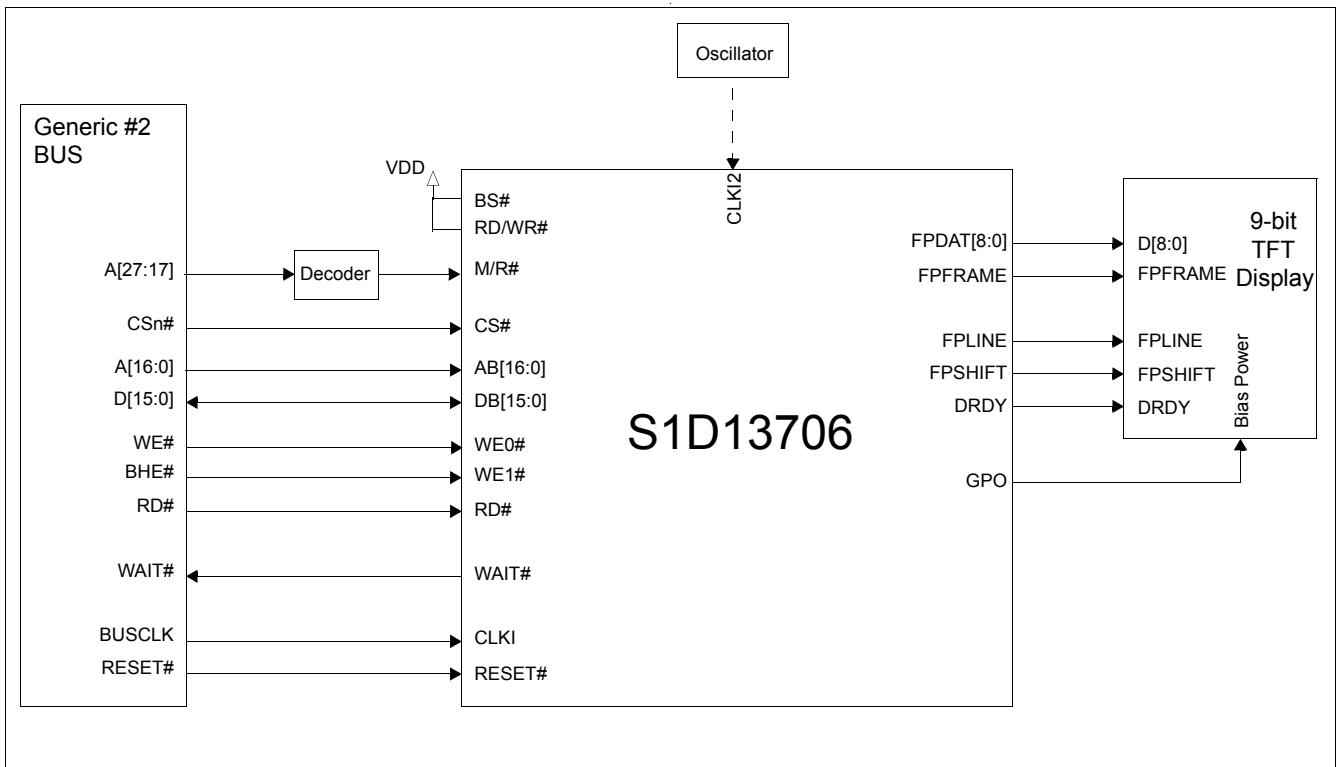 Oscillator
Generic #2
BUS
VDD
BS#
RD/WR#
CLKI2
A[27:17]
Decoder
M/R#
CSn#
CS#
A[16:0]
AB[16:0]
D[15:0]
DB[15:0]
WE#
WE0#
BHE#
WE1#
RD#
RD#
WAIT#
WAIT#
BUSCLK
CLKI
RESET#
RESET#
S1D13706
FPDAT[8:0]
FPFRAME
FPLINE
FPSHIFT
DRDY
GPO
D[8:0]
FPFRAME
FPLINE
FPSHIFT
DRDY
9-bit
TFT
Display
Bias Power